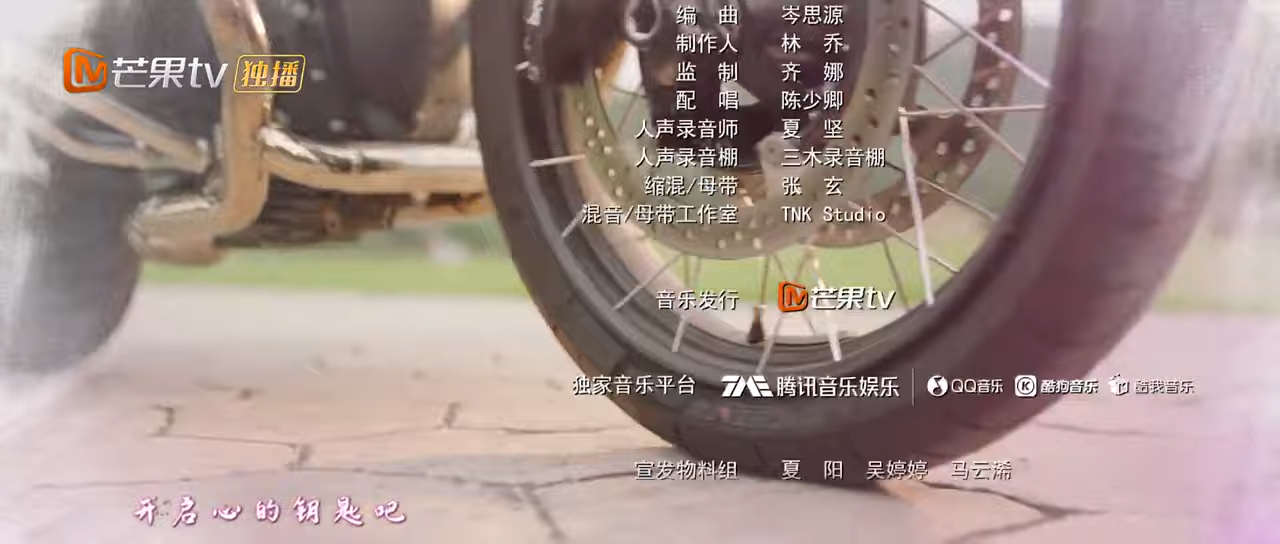 编 曲 岑思源
制作人 林 乔
芒果tv 独播
监 制 齐 娜
配 唱 陈少卿
人声录音师 夏 坚
人声录音棚 三木录音棚
缩混/母带 张 玄
混音/母带工作室 TNK Studio
音乐发行 芒果tv
独家音乐平台 TME 腾讯音乐娱乐 QQ音乐 酷狗音乐 酷我音乐
宣发物料组 夏 阳 吴婷婷 马云浠
开启心的钥匙吧